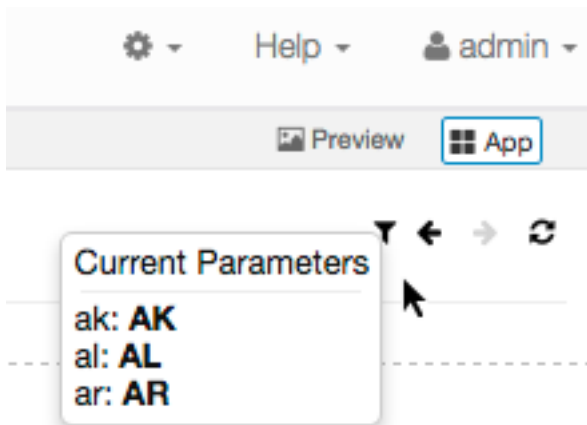 Help admin
Preview App
Current Parameters
ak: AK
al: AL
ar: AR